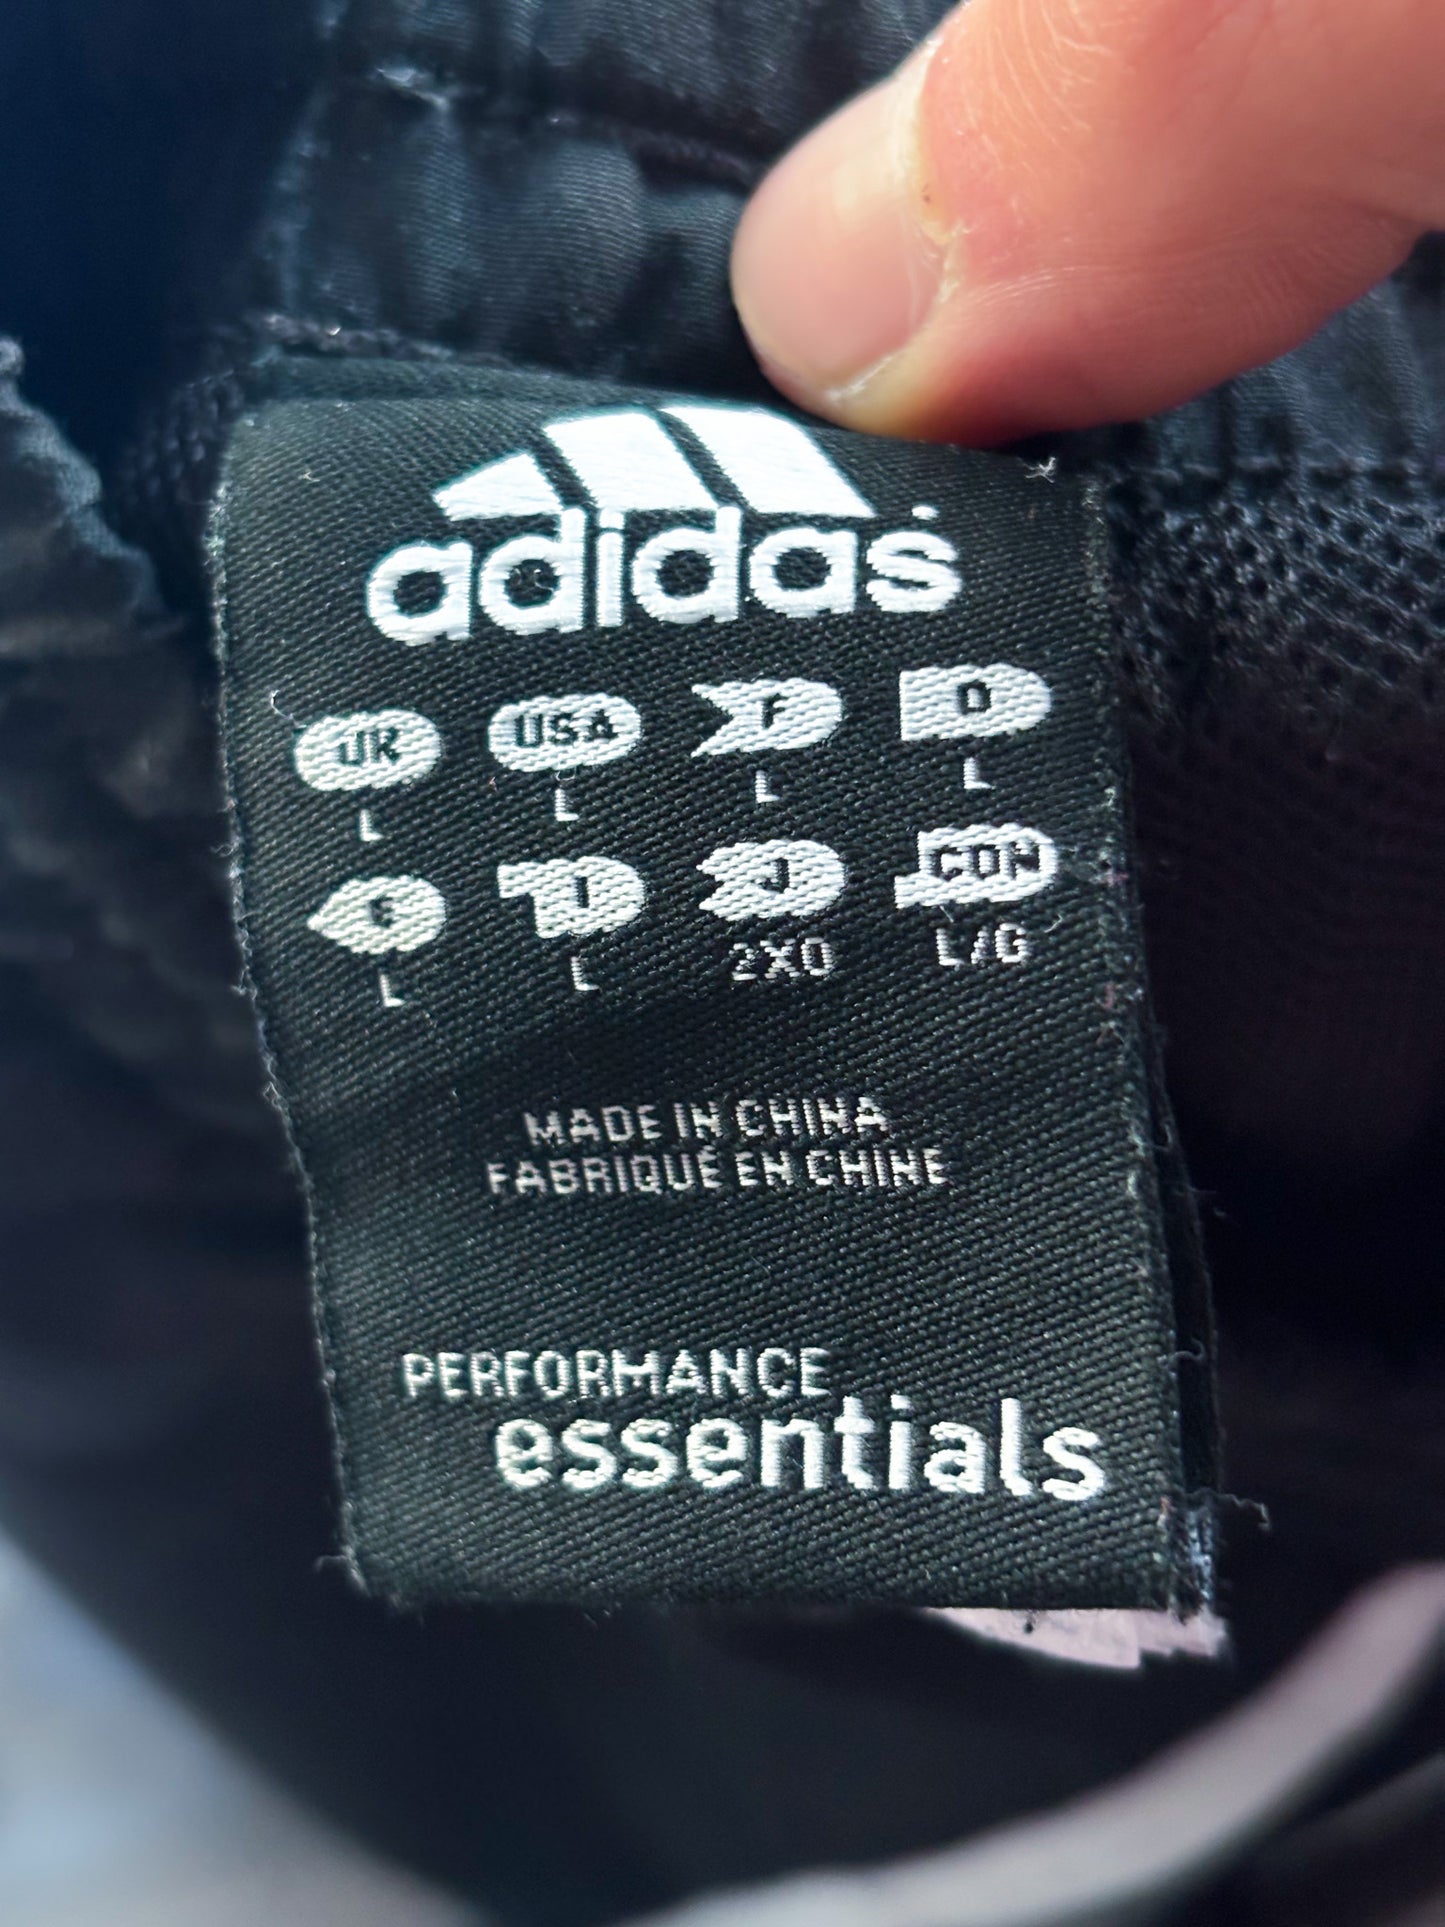 adidas
UK USA F D
L L L L
E I J CDN
L L 2XO L/G
MADE IN CHINA
FABRIQUÉ EN CHINE
PERFORMANCE
essentials